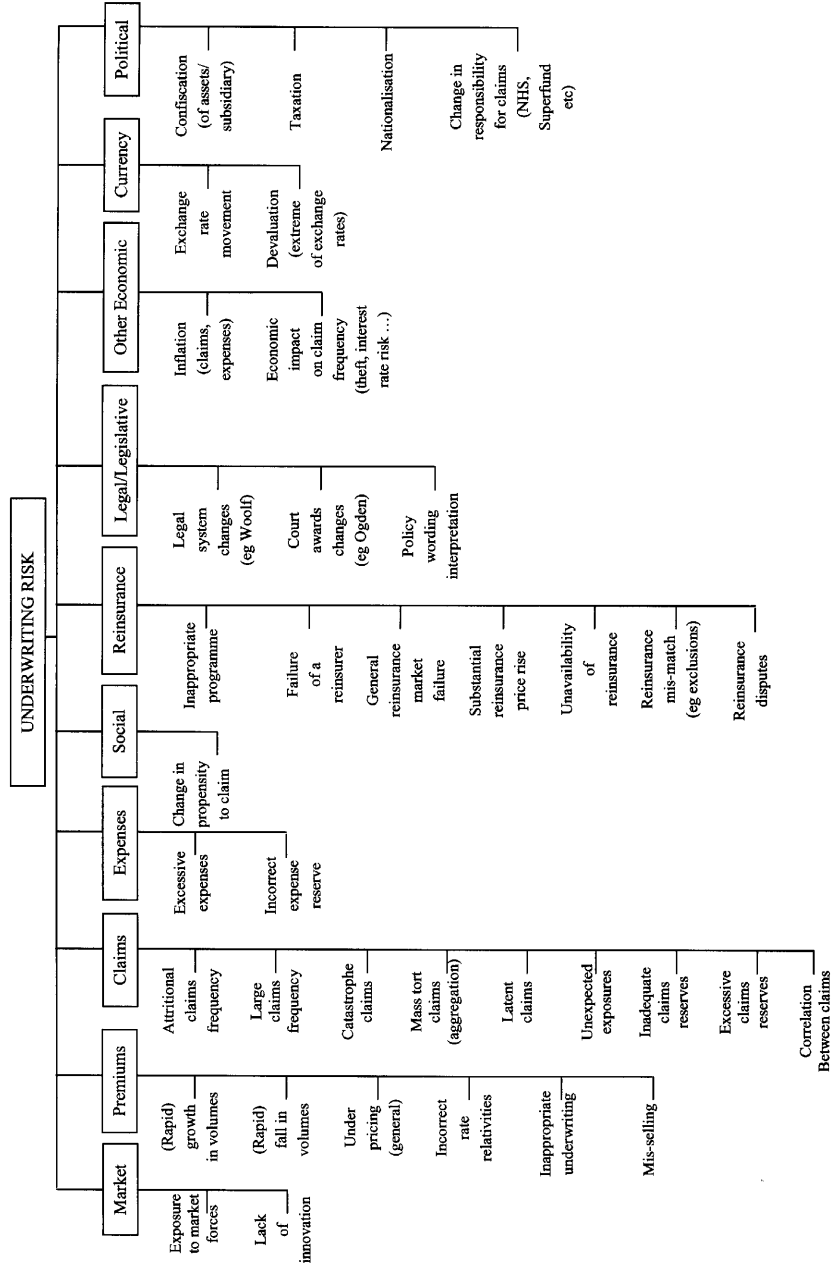 UNDERWRITING RISK
Market
Exposure
to market
forces
Lack
of
innovation
Premiums
(Rapid)
growth
in volumes
(Rapid)
fall in
volumes
Under
pricing
(general)
Incorrect
rate
relativities
Inappropriate
underwriting
Mis-selling
Claims
Attritional
claims
frequency
Large
claims
frequency
Catastrophe
claims
Mass tort
claims
(aggregation)
Latent
claims
Unexpected
exposures
Inadequate
claims
reserves
Excessive
claims
reserves
Correlation
Between claims
Expenses
Excessive
expenses
Incorrect
expense
reserve
Social
Change in
propensity
to claim
Reinsurance
Inappropriate
programme
Failure
of a
reinsurer
General
reinsurance
market
failure
Substantial
reinsurance
price rise
Unavailability
of
reinsurance
Reinsurance
mis-match
(eg exclusions)
Reinsurance
disputes
Legal/Legislative
Legal
system
changes
(eg Woolf)
Court
awards
changes
(eg Ogden)
Policy
wording
interpretation
Other Economic
Inflation
(claims,
expenses)
Economic
impact
on claim
frequency
(theft, interest
rate risk ...)
Currency
Exchange
rate
movement
Devaluation
(extreme
of exchange
rates)
Political
Confiscation
(of assets/
subsidiary)
Taxation
Nationalisation
Change in
responsibility
for claims
(NHS,
Superfund
etc)